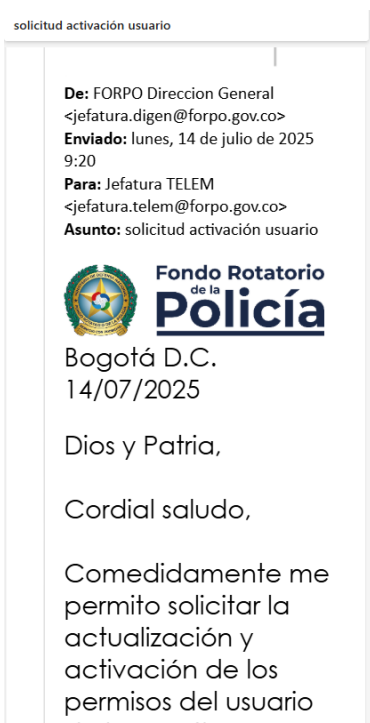 solicitud activación usuario
De: FORPO Direccion General
<jefatura.digen@forpo.gov.co>
Enviado: lunes, 14 de julio de 2025
9:20
Para: Jefatura TELEM
<jefatura.telem@forpo.gov.co>
Asunto: solicitud activación usuario
Fondo Rotatorio
de la
Policía
Bogotá D.C.
14/07/2025
Dios y Patria,
Cordial saludo,
Comedidamente me
permito solicitar la
actualización y
activación de los
permisos del usuario